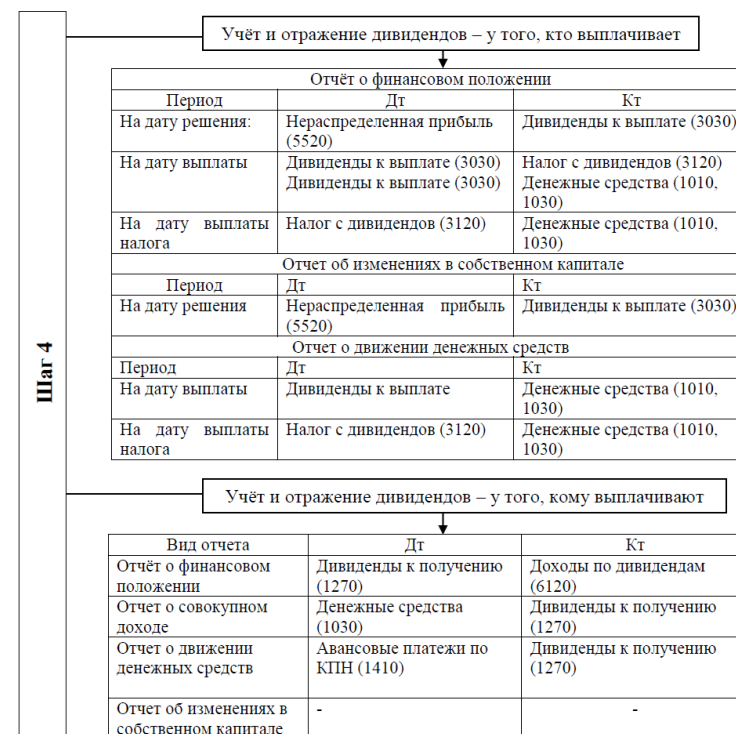 Шаг 4
Учёт и отражение дивидендов – у того, кто выплачивает
Отчёт о финансовом положении
Период Дт Кт
На дату решения: Нераспределенная прибыль Дивиденды к выплате (3030)
(5520)
На дату выплаты Дивиденды к выплате (3030) Налог с дивидендов (3120)
Дивиденды к выплате (3030) Денежные средства (1010,
1030)
На дату выплаты Налог с дивидендов (3120) Денежные средства (1010,
налога 1030)
Отчет об изменениях в собственном капитале
Период Дт Кт
На дату решения Нераспределенная прибыль Дивиденды к выплате (3030)
(5520)
Отчет о движении денежных средств
Период Дт Кт
На дату выплаты Дивиденды к выплате Денежные средства (1010,
1030)
На дату выплаты Налог с дивидендов (3120) Денежные средства (1010,
налога 1030)
Учёт и отражение дивидендов – у того, кому выплачивают
Вид отчета Дт Кт
Отчёт о финансовом Дивиденды к получению Доходы по дивидендам
положении (1270) (6120)
Отчет о совокупном Денежные средства Дивиденды к получению
доходе (1030) (1270)
Отчет о движении Авансовые платежи по Дивиденды к получению
денежных средств КПН (1410) (1270)
Отчет об изменениях в - -
собственном капитале